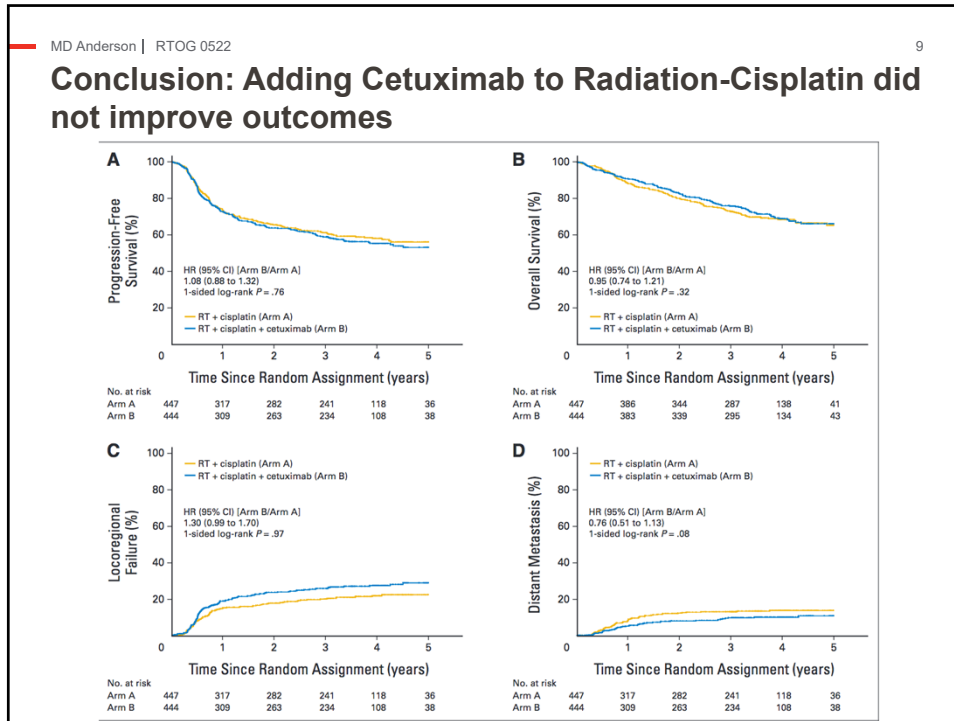 MD Anderson | RTOG 0522
9
Conclusion: Adding Cetuximab to Radiation-Cisplatin did
not improve outcomes
A
Progression-Free
Survival (%)
100
80
60
40
20
HR (95% CI) [Arm B/Arm A]
1.08 (0.88 to 1.32)
1-sided log-rank P = .76
RT + cisplatin (Arm A)
RT + cisplatin + cetuximab (Arm B)
0 1 2 3 4 5
Time Since Random Assignment (years)
No. at risk
Arm A 447 317 282 241 118 36
Arm B 444 309 263 234 108 38
B
Overall Survival (%)
100
80
60
40
20
HR (95% CI) [Arm B/Arm A]
0.95 (0.74 to 1.21)
1-sided log-rank P = .32
RT + cisplatin (Arm A)
RT + cisplatin + cetuximab (Arm B)
0 1 2 3 4 5
Time Since Random Assignment (years)
No. at risk
Arm A 447 386 344 287 138 41
Arm B 444 383 339 295 134 43
C
Locoregional
Failure (%)
100
80
60
40
20
RT + cisplatin (Arm A)
RT + cisplatin + cetuximab (Arm B)
HR (95% CI) [Arm B/Arm A]
1.30 (0.99 to 1.70)
1-sided log-rank P = .97
0 1 2 3 4 5
Time Since Random Assignment (years)
No. at risk
Arm A 447 317 282 241 118 36
Arm B 444 309 263 234 108 38
D
Distant Metastasis (%)
100
80
60
40
20
RT + cisplatin (Arm A)
RT + cisplatin + cetuximab (Arm B)
HR (95% CI) [Arm B/Arm A]
0.76 (0.51 to 1.13)
1-sided log-rank P = .08
0 1 2 3 4 5
Time Since Random Assignment (years)
No. at risk
Arm A 447 317 282 241 118 36
Arm B 444 309 263 234 108 38